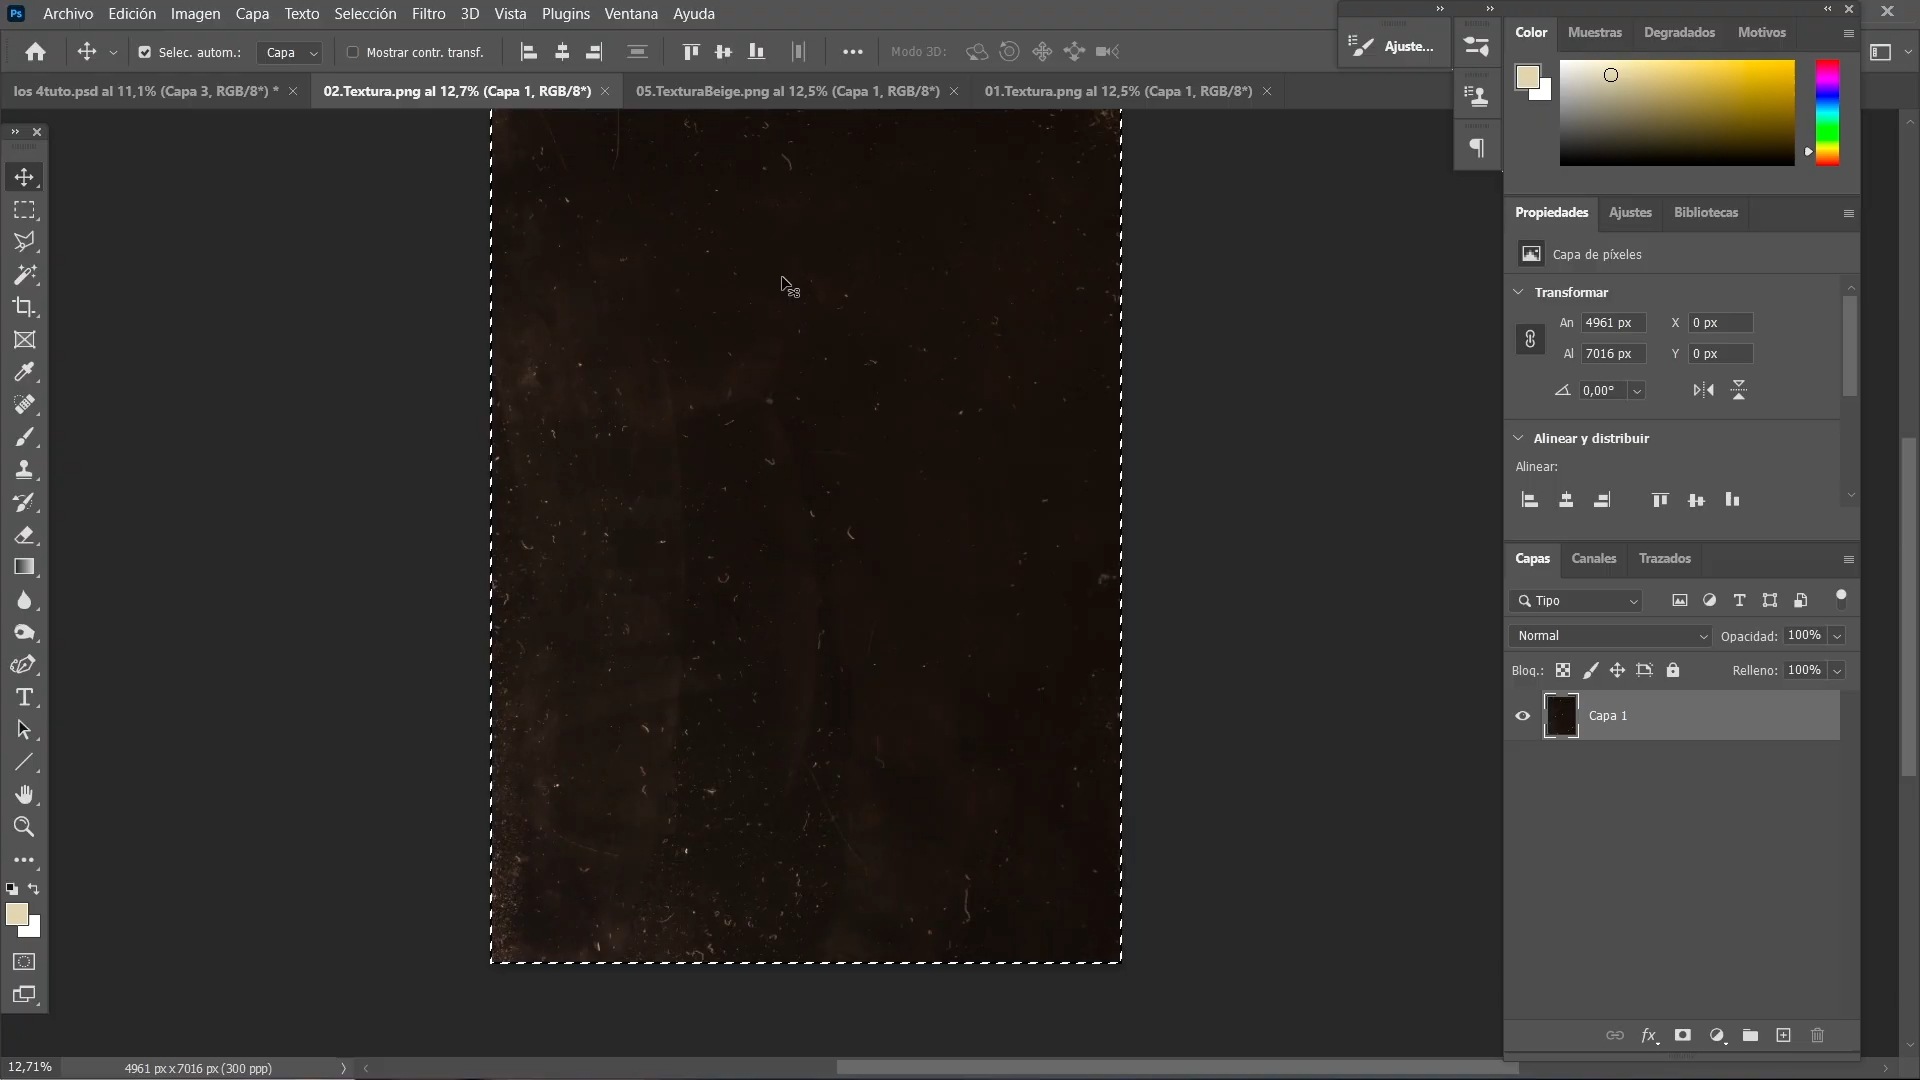 Ps Archivo Edición Imagen Capa Texto Selección Filtro 3D Vista Plugins Ventana Ayuda
Selec. autom.: Capa Mostrar contr. transf. Modo 3D: Ajuste...
los 4tuto.psd al 11,1% (Capa 3, RGB/8*) * 02.Textura.png al 12,7% (Capa 1, RGB/8*) 05.TexturaBeige.png al 12,5% (Capa 1, RGB/8*) 01.Textura.png al 12,5% (Capa 1, RGB/8*)
Color Muestras Degradados Motivos
Propiedades Ajustes Bibliotecas
Capa de píxeles
Transformar
An 4961 px X 0 px
Al 7016 px Y 0 px
0,00°
Alinear y distribuir
Alinear:
Capas Canales Trazados
Tipo
Normal Opacidad: 100%
Bloq.: Relleno: 100%
Capa 1
fx
12,71% 4961 px x 7016 px (300 ppp)